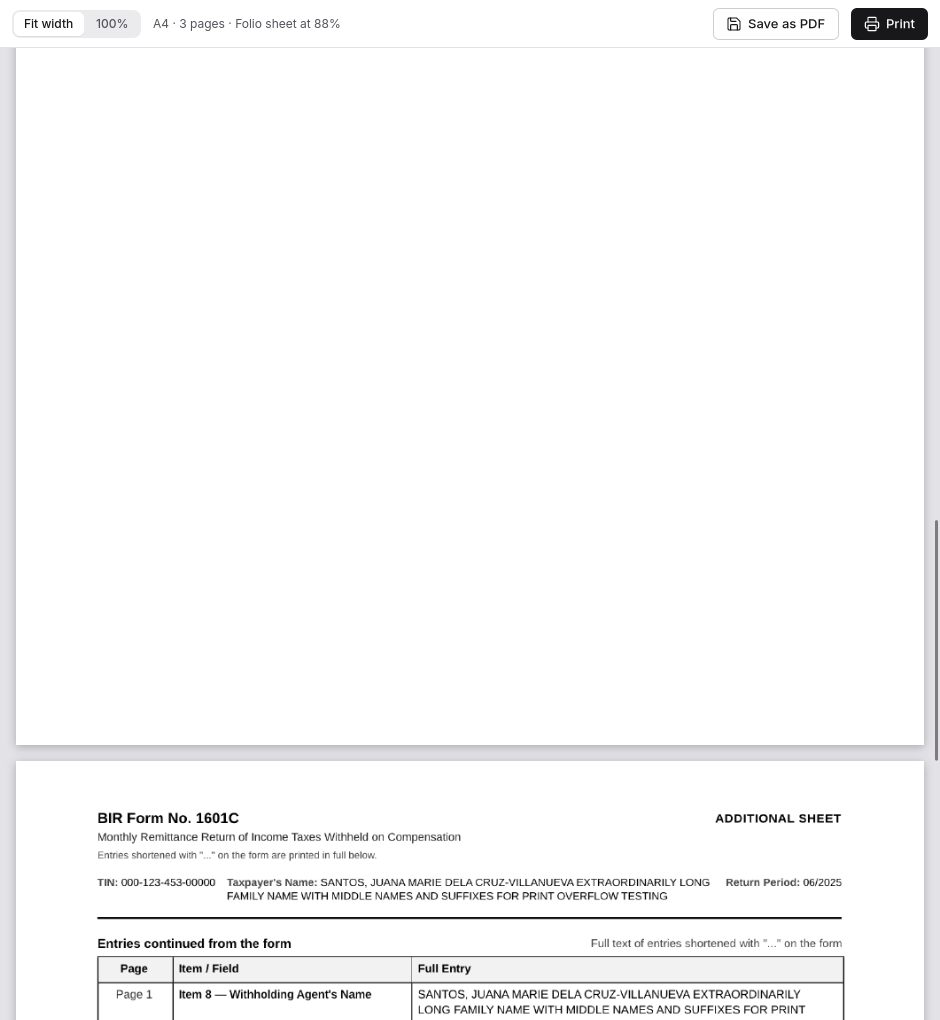 Fit width 100% A4 · 3 pages · Folio sheet at 88% Save as PDF Print
BIR Form No. 1601C ADDITIONAL SHEET
Monthly Remittance Return of Income Taxes Withheld on Compensation
Entries shortened with "..." on the form are printed in full below.
TIN: 000-123-453-00000 Taxpayer's Name: SANTOS, JUANA MARIE DELA CRUZ-VILLANUEVA EXTRAORDINARILY LONG Return Period: 06/2025
FAMILY NAME WITH MIDDLE NAMES AND SUFFIXES FOR PRINT OVERFLOW TESTING
Entries continued from the form Full text of entries shortened with "..." on the form
Page Item / Field Full Entry
Page 1 Item 8 — Withholding Agent's Name SANTOS, JUANA MARIE DELA CRUZ-VILLANUEVA EXTRAORDINARILY
LONG FAMILY NAME WITH MIDDLE NAMES AND SUFFIXES FOR PRINT